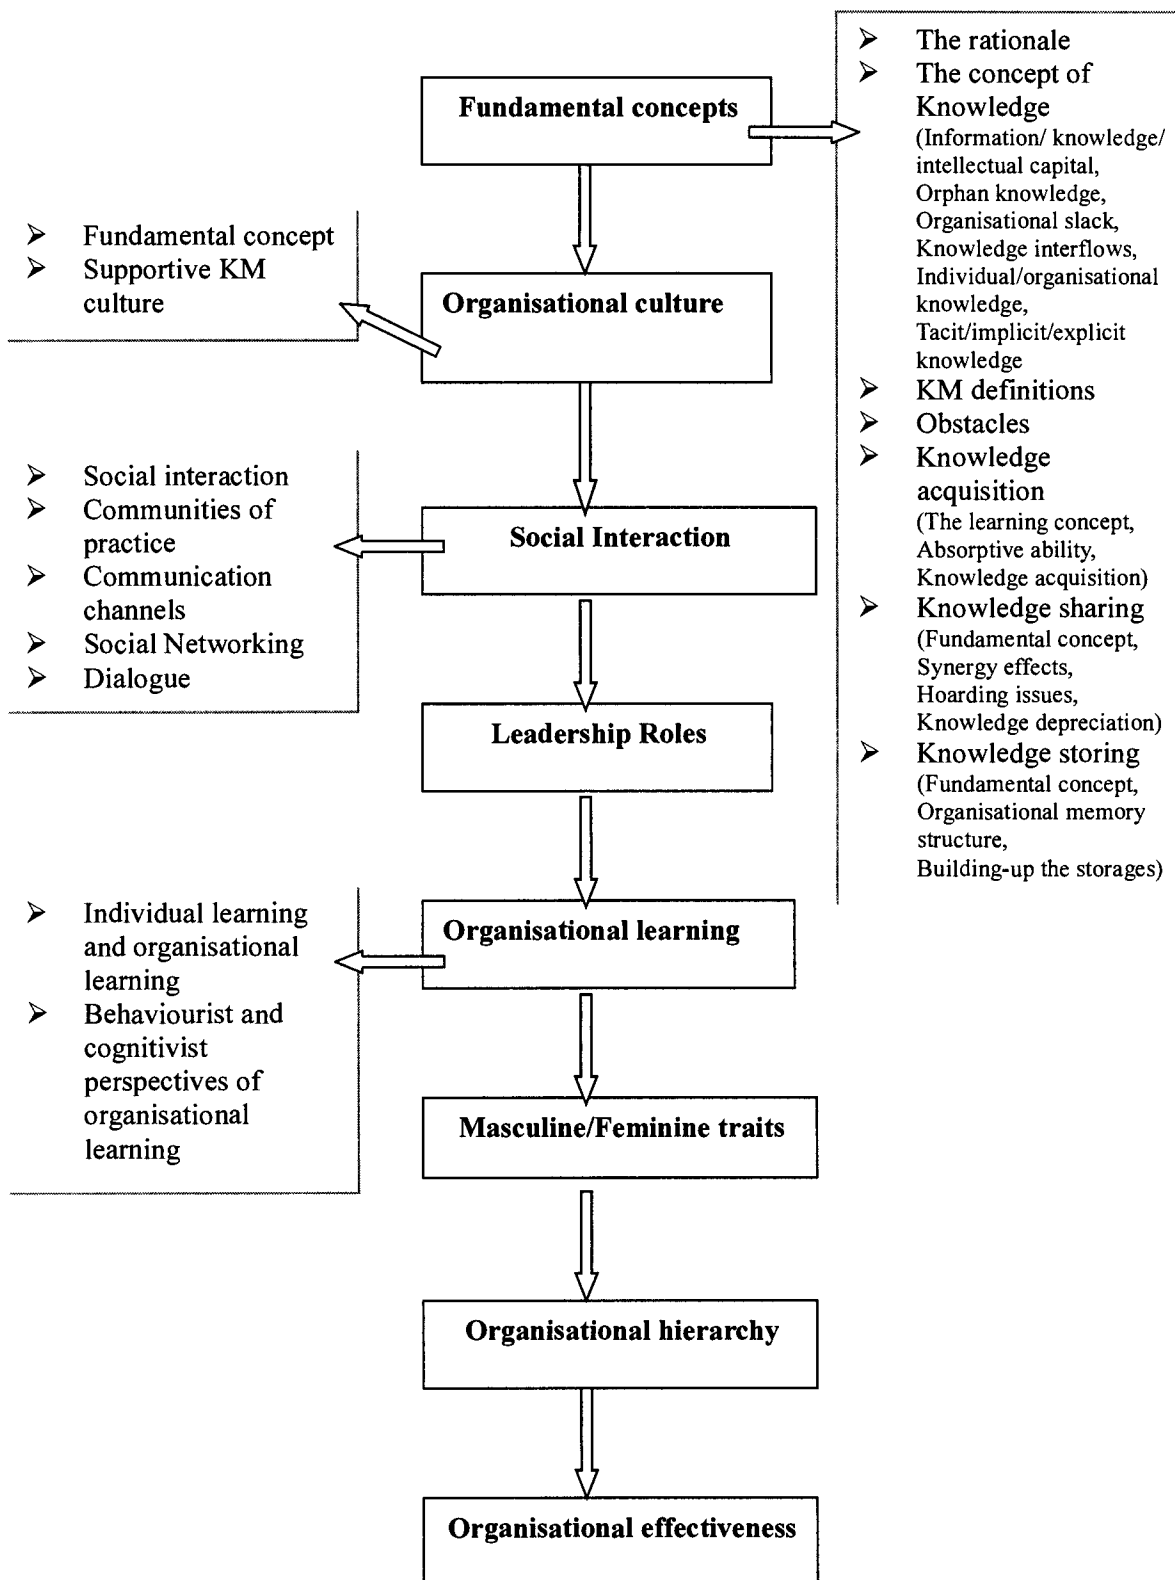 Fundamental concepts
➢ The rationale
➢ The concept of
Knowledge
(Information/ knowledge/
intellectual capital,
Orphan knowledge,
Organisational slack,
Knowledge interflows,
Individual/organisational
knowledge,
Tacit/implicit/explicit
knowledge
➢ KM definitions
➢ Obstacles
➢ Knowledge
acquisition
(The learning concept,
Absorptive ability,
Knowledge acquisition)
➢ Knowledge sharing
(Fundamental concept,
Synergy effects,
Hoarding issues,
Knowledge depreciation)
➢ Knowledge storing
(Fundamental concept,
Organisational memory
structure,
Building-up the storages)
Organisational culture
➢ Fundamental concept
➢ Supportive KM
culture
Social Interaction
➢ Social interaction
➢ Communities of
practice
➢ Communication
channels
➢ Social Networking
➢ Dialogue
Leadership Roles
Organisational learning
➢ Individual learning
and organisational
learning
➢ Behaviourist and
cognitivist
perspectives of
organisational
learning
Masculine/Feminine traits
Organisational hierarchy
Organisational effectiveness